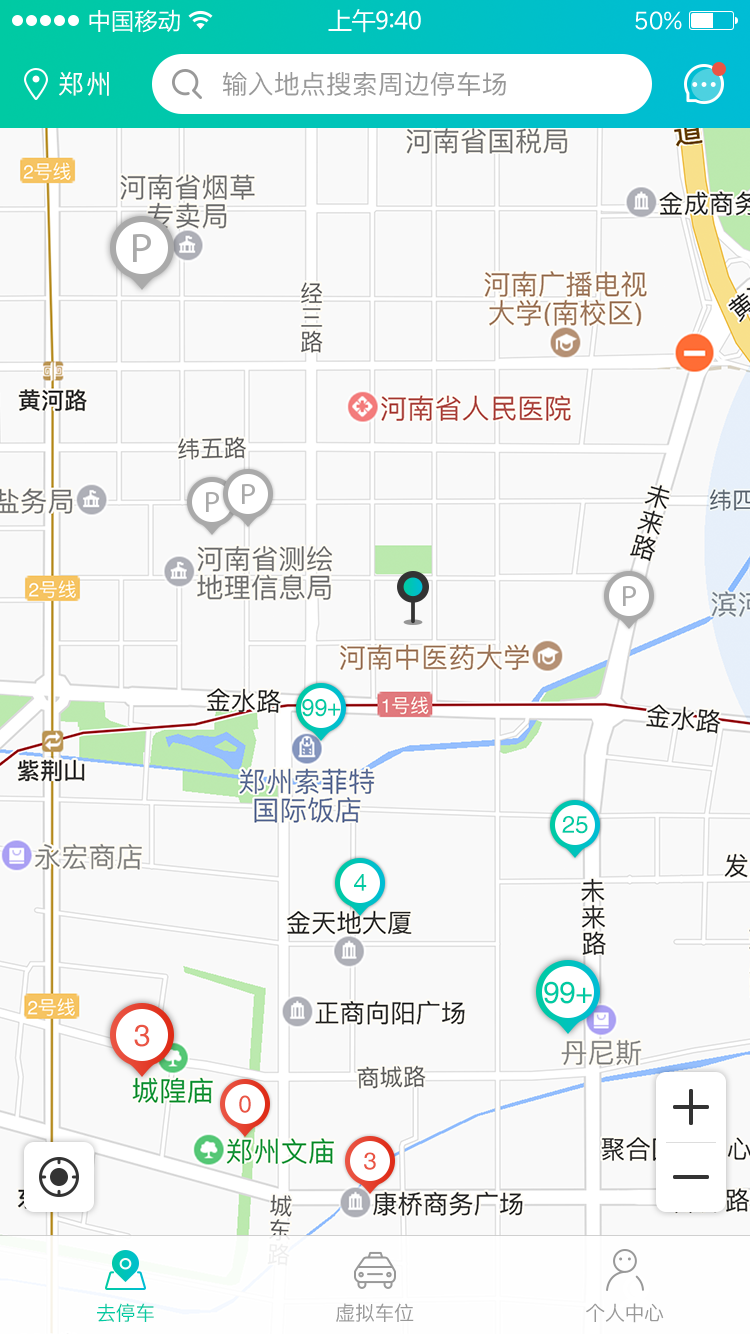 中国移动
上午9:40
50%
郑州
输入地点搜索周边停车场
河南省国税局
道
2号线
河南省烟草
专卖局
金成商务
P
河南广播电视
大学(南校区)
经三路
黄
黄河路
河南省人民医院
纬五路
盐务局
P
P
未来路
纬四
河南省测绘
地理信息局
2号线
P
滨河
河南中医药大学
金水路
99+
1号线
金水路
紫荆山
郑州索菲特
国际饭店
25
永宏商店
4
发
金天地大厦
未来路
99+
2号线
正商向阳广场
3
丹尼斯
城隍庙
商城路
0
郑州文庙
3
聚合
心
康桥商务广场
路
城东路
去停车
虚拟车位
个人中心